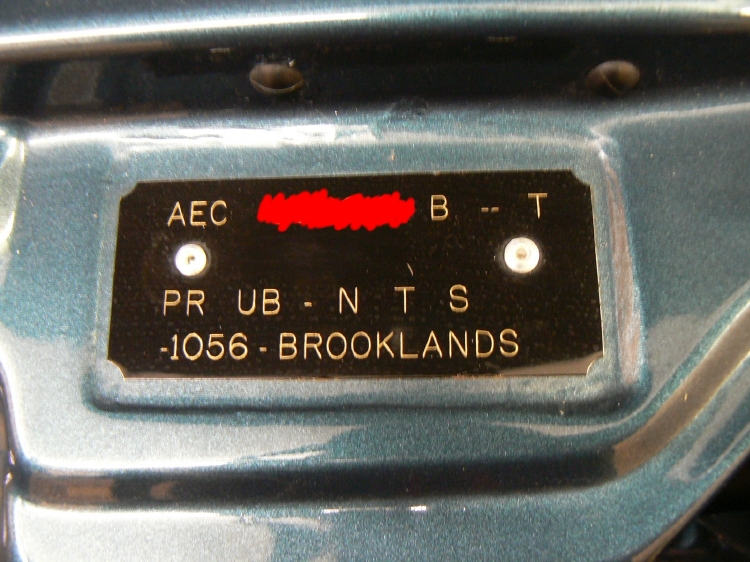 AEC B -- T
PR UB - N T S
-1056 - BROOKLANDS